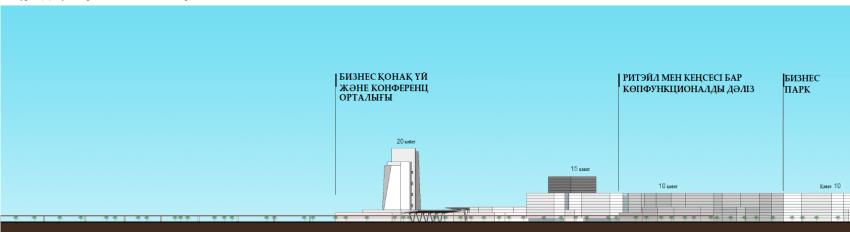 БИЗНЕС ҚОНАҚ ҮЙ
ЖӘНЕ КОНФЕРЕНЦ
ОРТАЛЫҒЫ
РИТЭЙЛ МЕН КЕҢСЕСІ БАР
КӨПФУНКЦИОНАЛДЫ ДӘЛІЗ
БИЗНЕС
ПАРК
20 қабат
15 қабат
10 қабат
Қабат 10